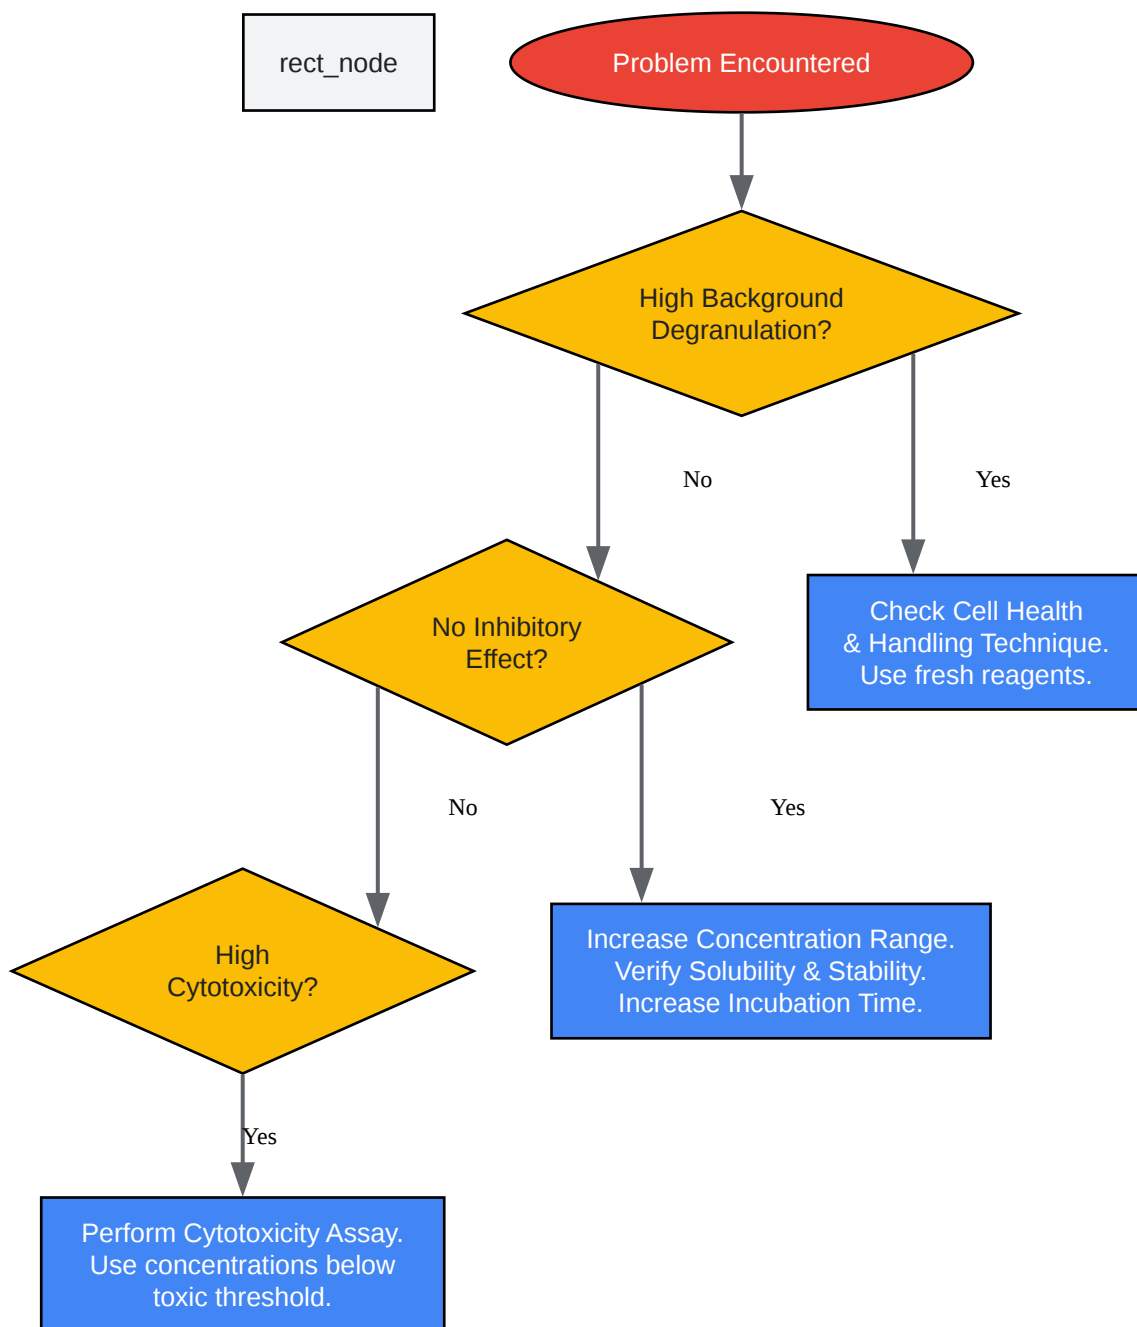 rect_node
Problem Encountered
High Background
Degranulation?
No
Yes
No Inhibitory
Effect?
Check Cell Health
& Handling Technique.
Use fresh reagents.
No
Yes
High
Cytotoxicity?
Increase Concentration Range.
Verify Solubility & Stability.
Increase Incubation Time.
Yes
Perform Cytotoxicity Assay.
Use concentrations below
toxic threshold.